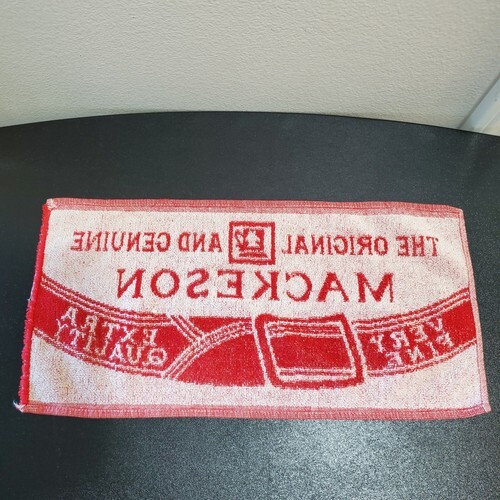 THE ORIGINAL AND GENUINE
MACKESON
VERY FINE EXTRA QUALITY